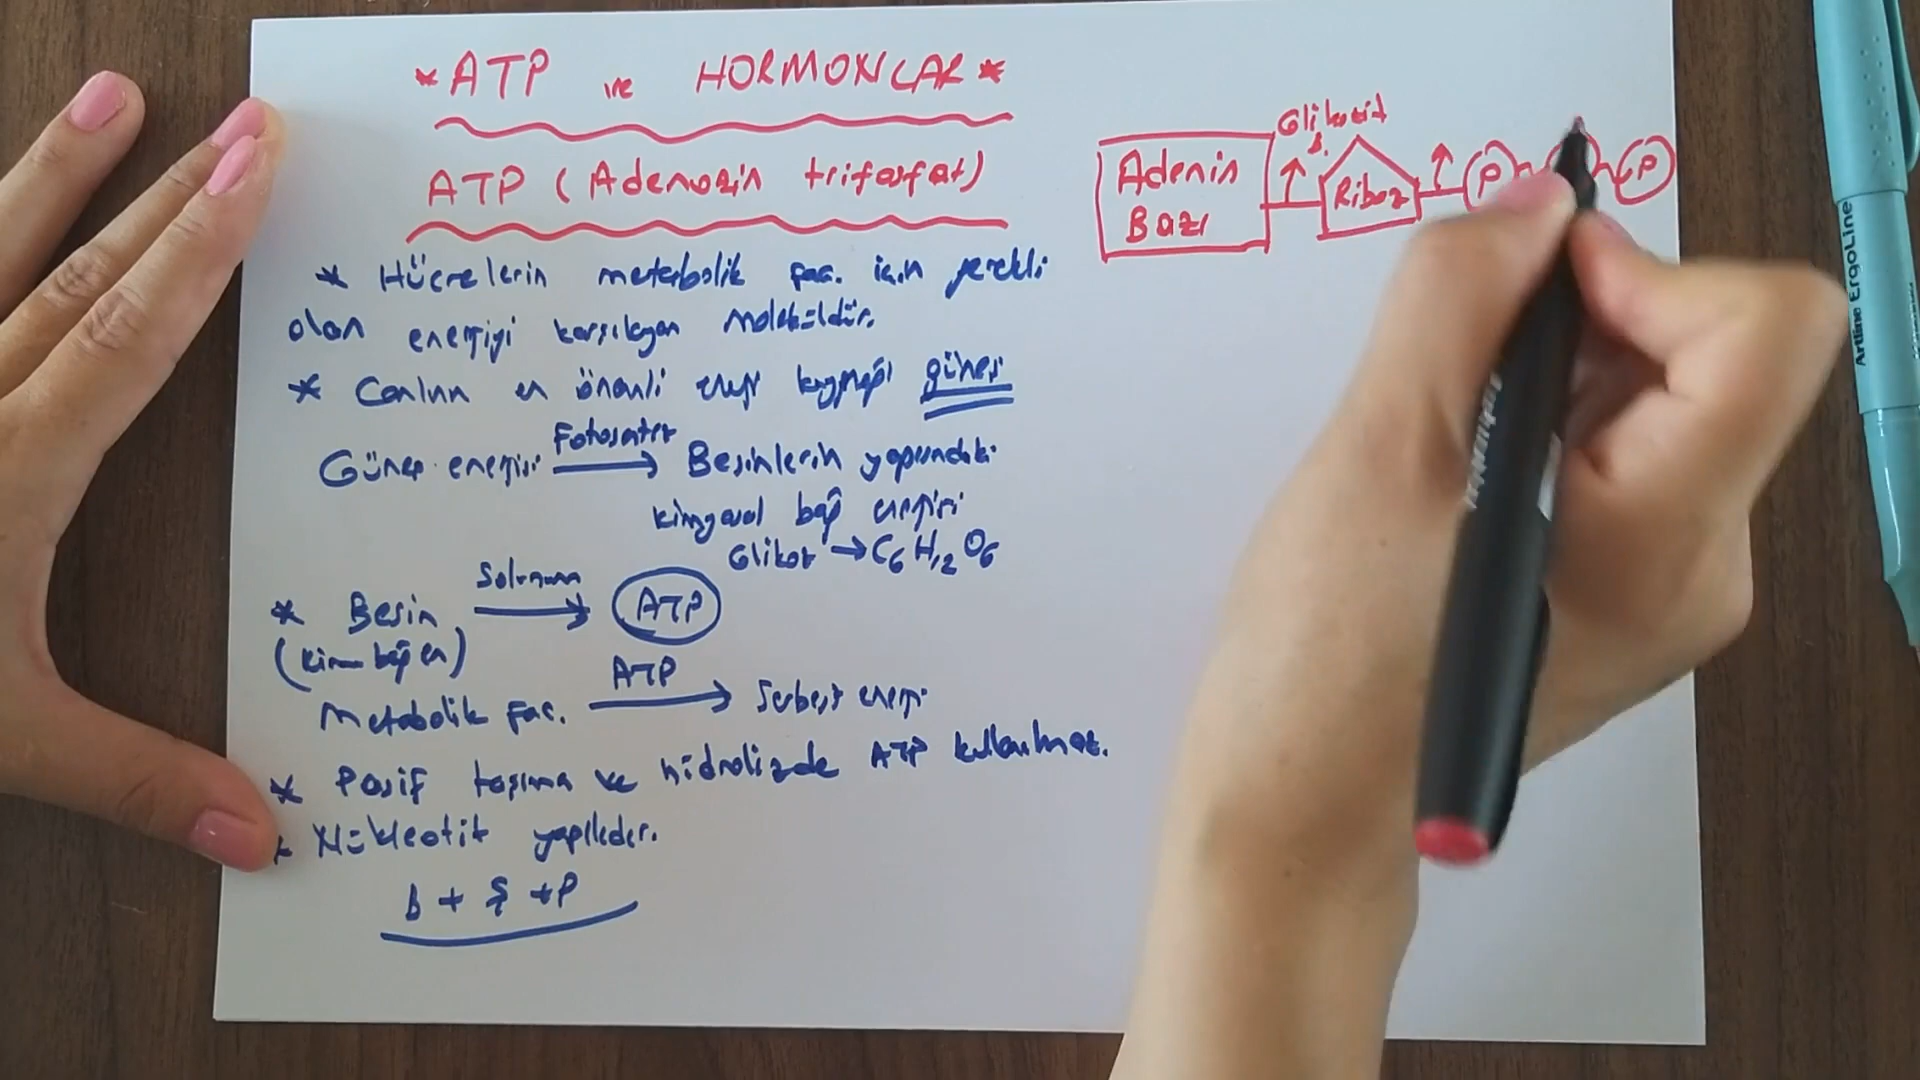 *ATP ve HORMONLAR*
ATP (Adenozin trifosfat)
* Hücrelerin metabolik faa. için gerekli
olan enerjiyi karşılayan moleküldür.
* Canlının en önemli enerji kaynağı güneş
Güneş enerjisi Fotosentez → Besinlerin yapısındaki
kimyasal bağ enerjisi
Glikoz → C6H12O6
* Besin Solunum → ATP
(kim bağ en)
Metabolik faa. ATP → Serbest enerji
* Pasif taşıma ve hidrolizde ATP kullanılmaz.
* Nükleotit yapılıdır.
B + Ş + P
Glikozit
B.
Adenin
Bazı
Riboz
P
P
Artline ErgoLine